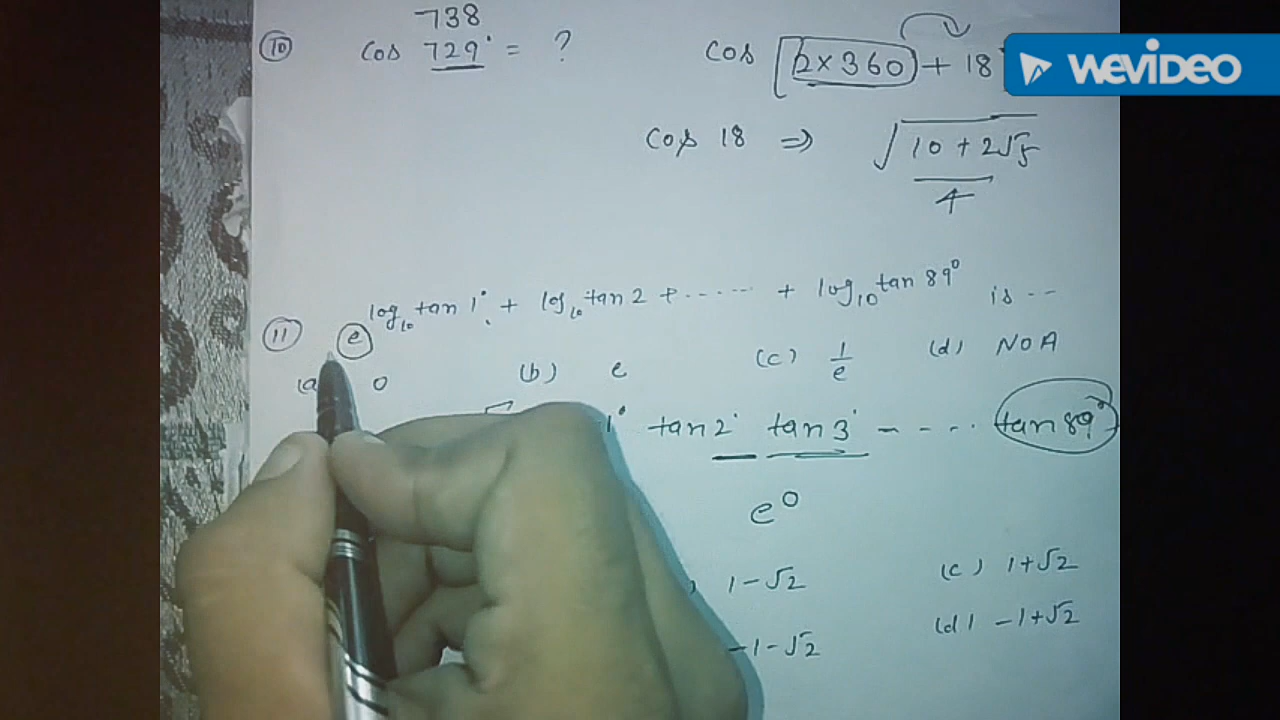 738
(10) cos 729° = ? cos [(2×360) + 18
WEVIDEO
cos 18 ⇒ √(10 + 2√5) / 4
(11) e^(log₁₀ tan 1° + log₁₀ tan 2 + ...... + log₁₀ tan 89°) is --
(a 0 (b) e (c) 1/e (d) NOA
1° tan 2° tan 3° - - - - . tan 89°
e⁰
) 1-√2 (c) 1+√2
-1-√2 (d) -1+√2